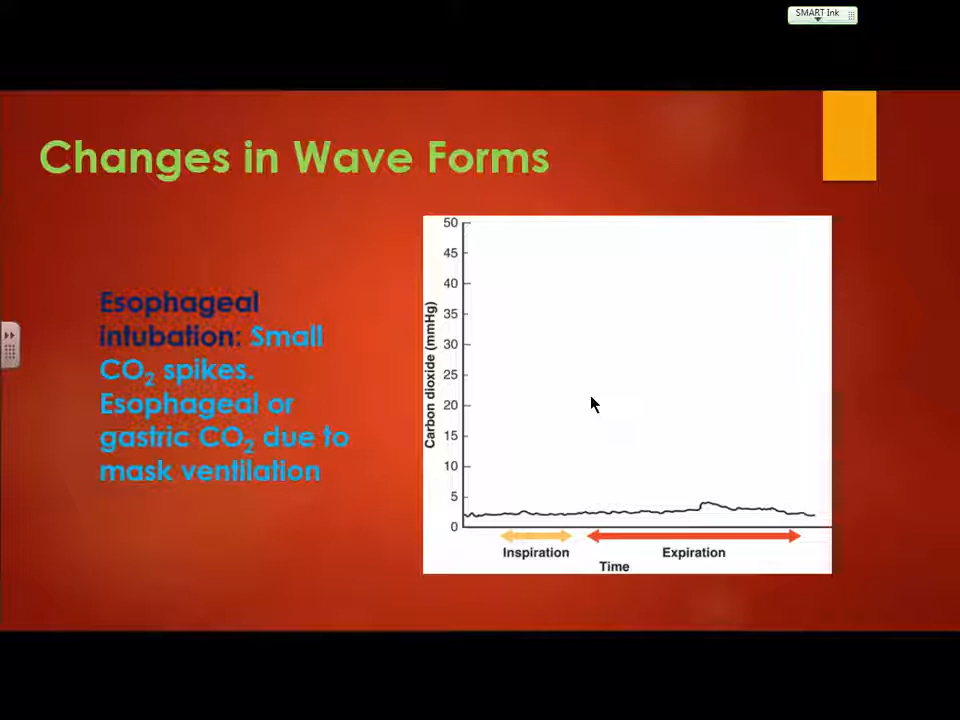 SMART Ink
Changes in Wave Forms
Esophageal
intubation: Small
CO₂ spikes.
Esophageal or
gastric CO₂ due to
mask ventilation
Carbon dioxide (mmHg)
50
45
40
35
30
25
20
15
10
5
0
Inspiration
Expiration
Time